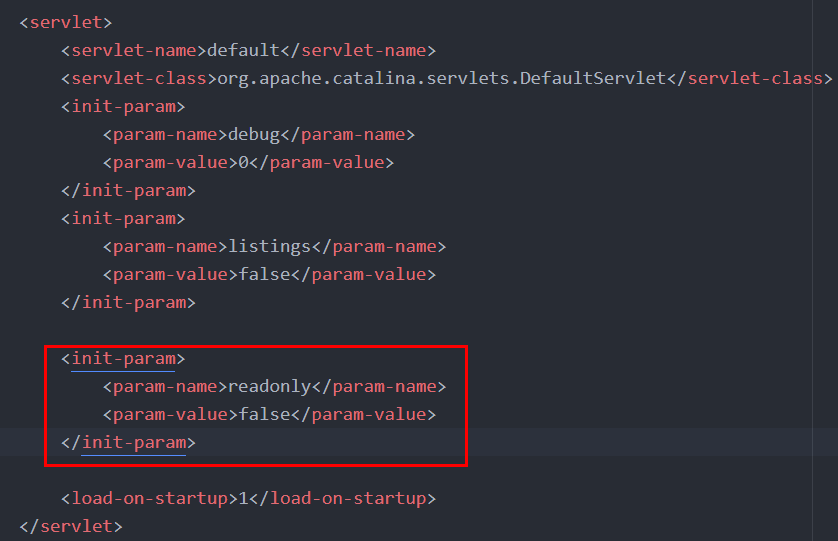 <servlet>
<servlet-name>default</servlet-name>
<servlet-class>org.apache.catalina.servlets.DefaultServlet</servlet-class>
<init-param>
<param-name>debug</param-name>
<param-value>0</param-value>
</init-param>
<init-param>
<param-name>listings</param-name>
<param-value>false</param-value>
</init-param>
<init-param>
<param-name>readonly</param-name>
<param-value>false</param-value>
</init-param>
<load-on-startup>1</load-on-startup>
</servlet>